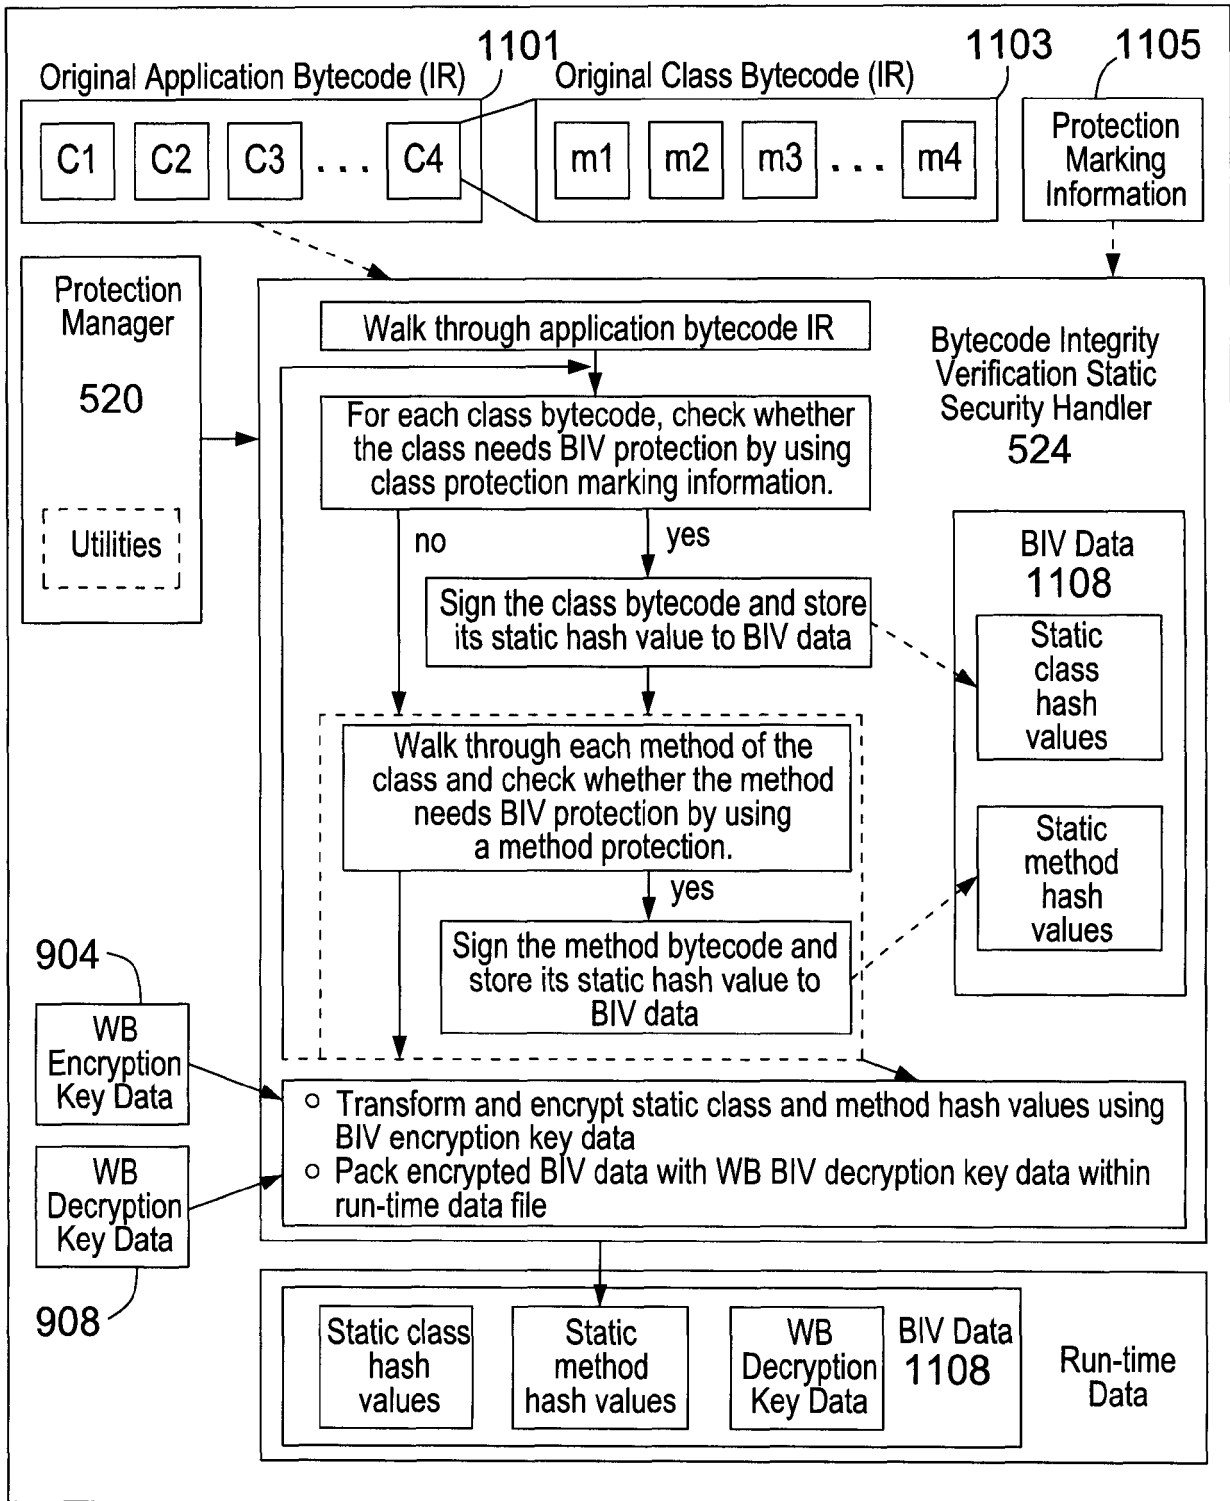 1101
1103
1105
Original Application Bytecode (IR)
Original Class Bytecode (IR)
C1
C2
C3
...
C4
m1
m2
m3
...
m4
Protection
Marking
Information
Protection
Manager
520
Utilities
Walk through application bytecode IR
Bytecode Integrity
Verification Static
Security Handler
524
For each class bytecode, check whether
the class needs BIV protection by using
class protection marking information.
no
yes
Sign the class bytecode and store
its static hash value to BIV data
BIV Data
1108
Static
class
hash
values
Walk through each method of the
class and check whether the method
needs BIV protection by using
a method protection.
yes
Static
method
hash
values
Sign the method bytecode and
store its static hash value to
BIV data
904
WB
Encryption
Key Data
WB
Decryption
Key Data
908
○ Transform and encrypt static class and method hash values using
BIV encryption key data
○ Pack encrypted BIV data with WB BIV decryption key data within
run-time data file
Static class
hash
values
Static
method
hash values
WB
Decryption
Key Data
BIV Data
1108
Run-time
Data